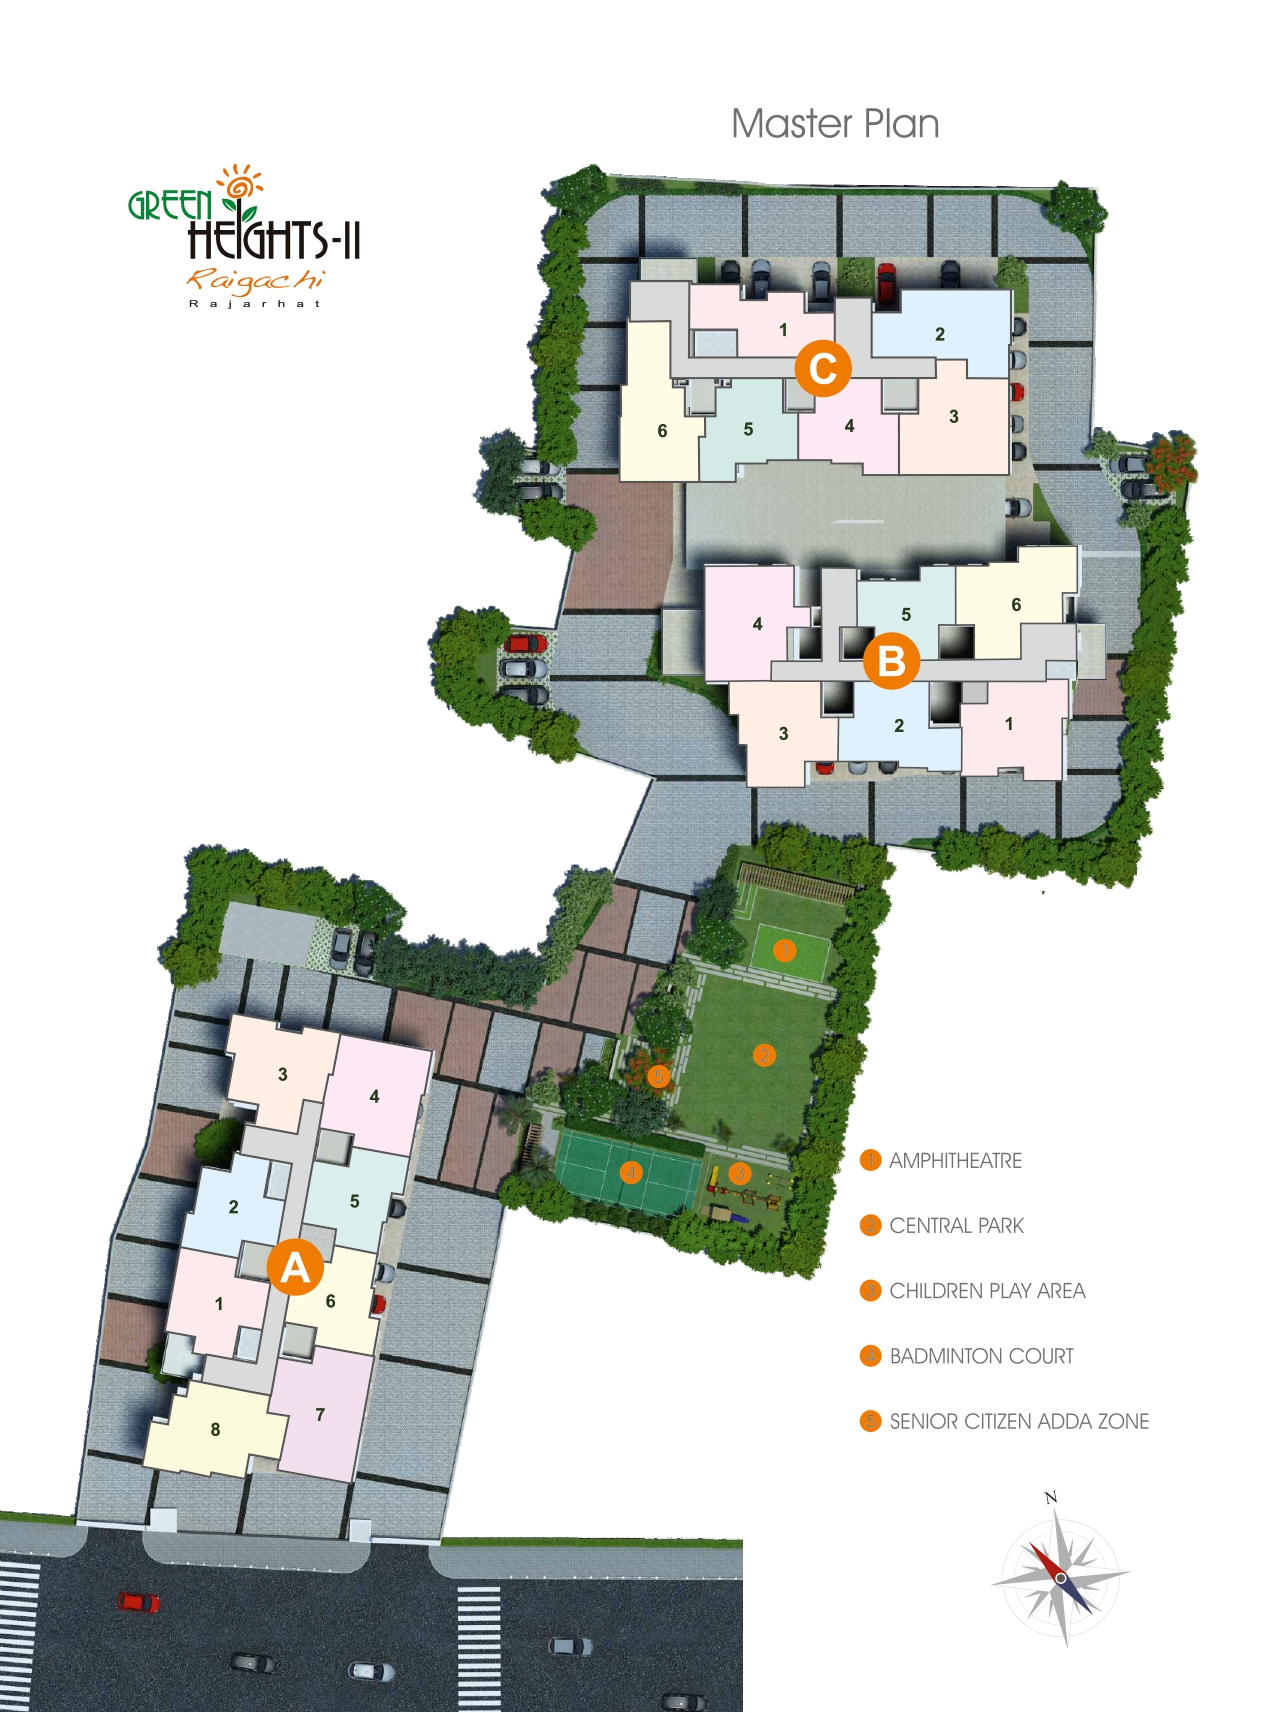 Master Plan
GREEN
HEIGHTS-II
Raigachi
Rajarhat
1
2
C
3
4
5
6
4
5
6
B
3
2
1
1
2
5
3
4
4
3
2
5
A
1
6
7
8
1 AMPHITHEATRE
2 CENTRAL PARK
3 CHILDREN PLAY AREA
4 BADMINTON COURT
5 SENIOR CITIZEN ADDA ZONE
N